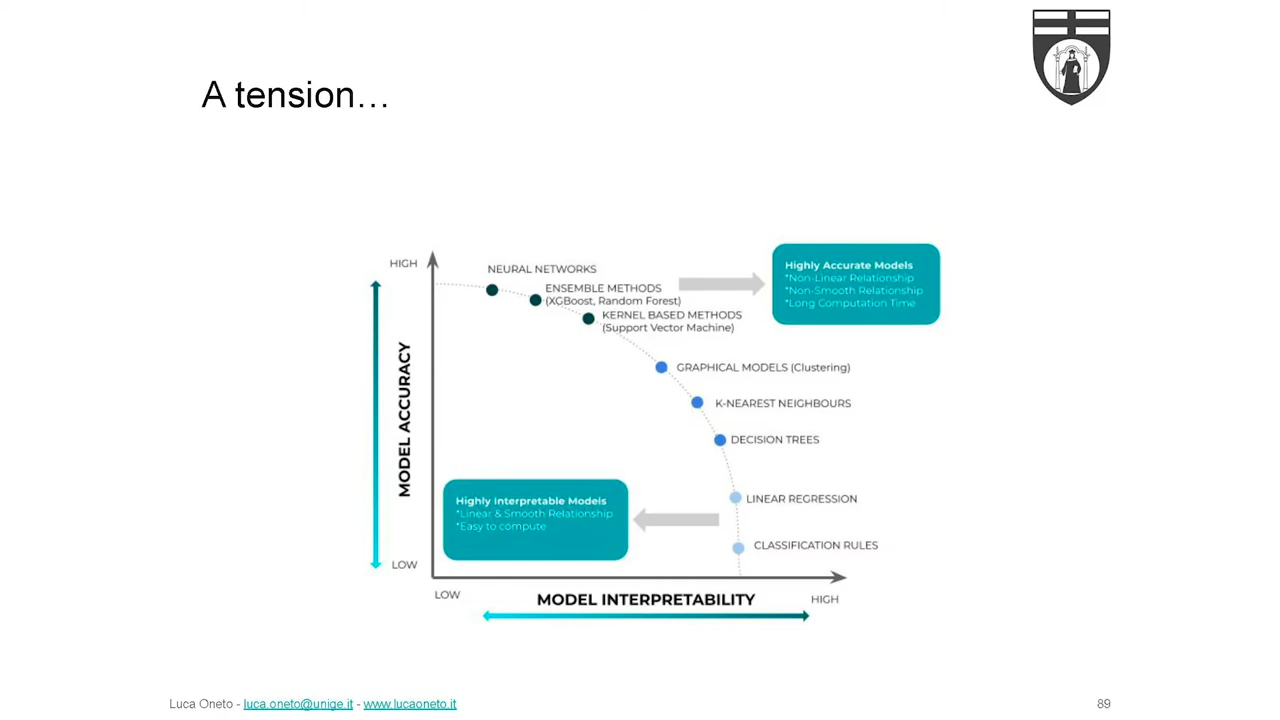 A tension…
HIGH
NEURAL NETWORKS
ENSEMBLE METHODS
(XGBoost, Random Forest)
KERNEL BASED METHODS
(Support Vector Machine)
Highly Accurate Models
*Non-Linear Relationship
*Non-Smooth Relationship
*Long Computation Time
GRAPHICAL MODELS (Clustering)
K-NEAREST NEIGHBOURS
DECISION TREES
MODEL ACCURACY
Highly Interpretable Models
*Linear & Smooth Relationship
*Easy to compute
LINEAR REGRESSION
CLASSIFICATION RULES
LOW
LOW
MODEL INTERPRETABILITY
HIGH
Luca Oneto - luca.oneto@unige.it - www.lucaoneto.it
89